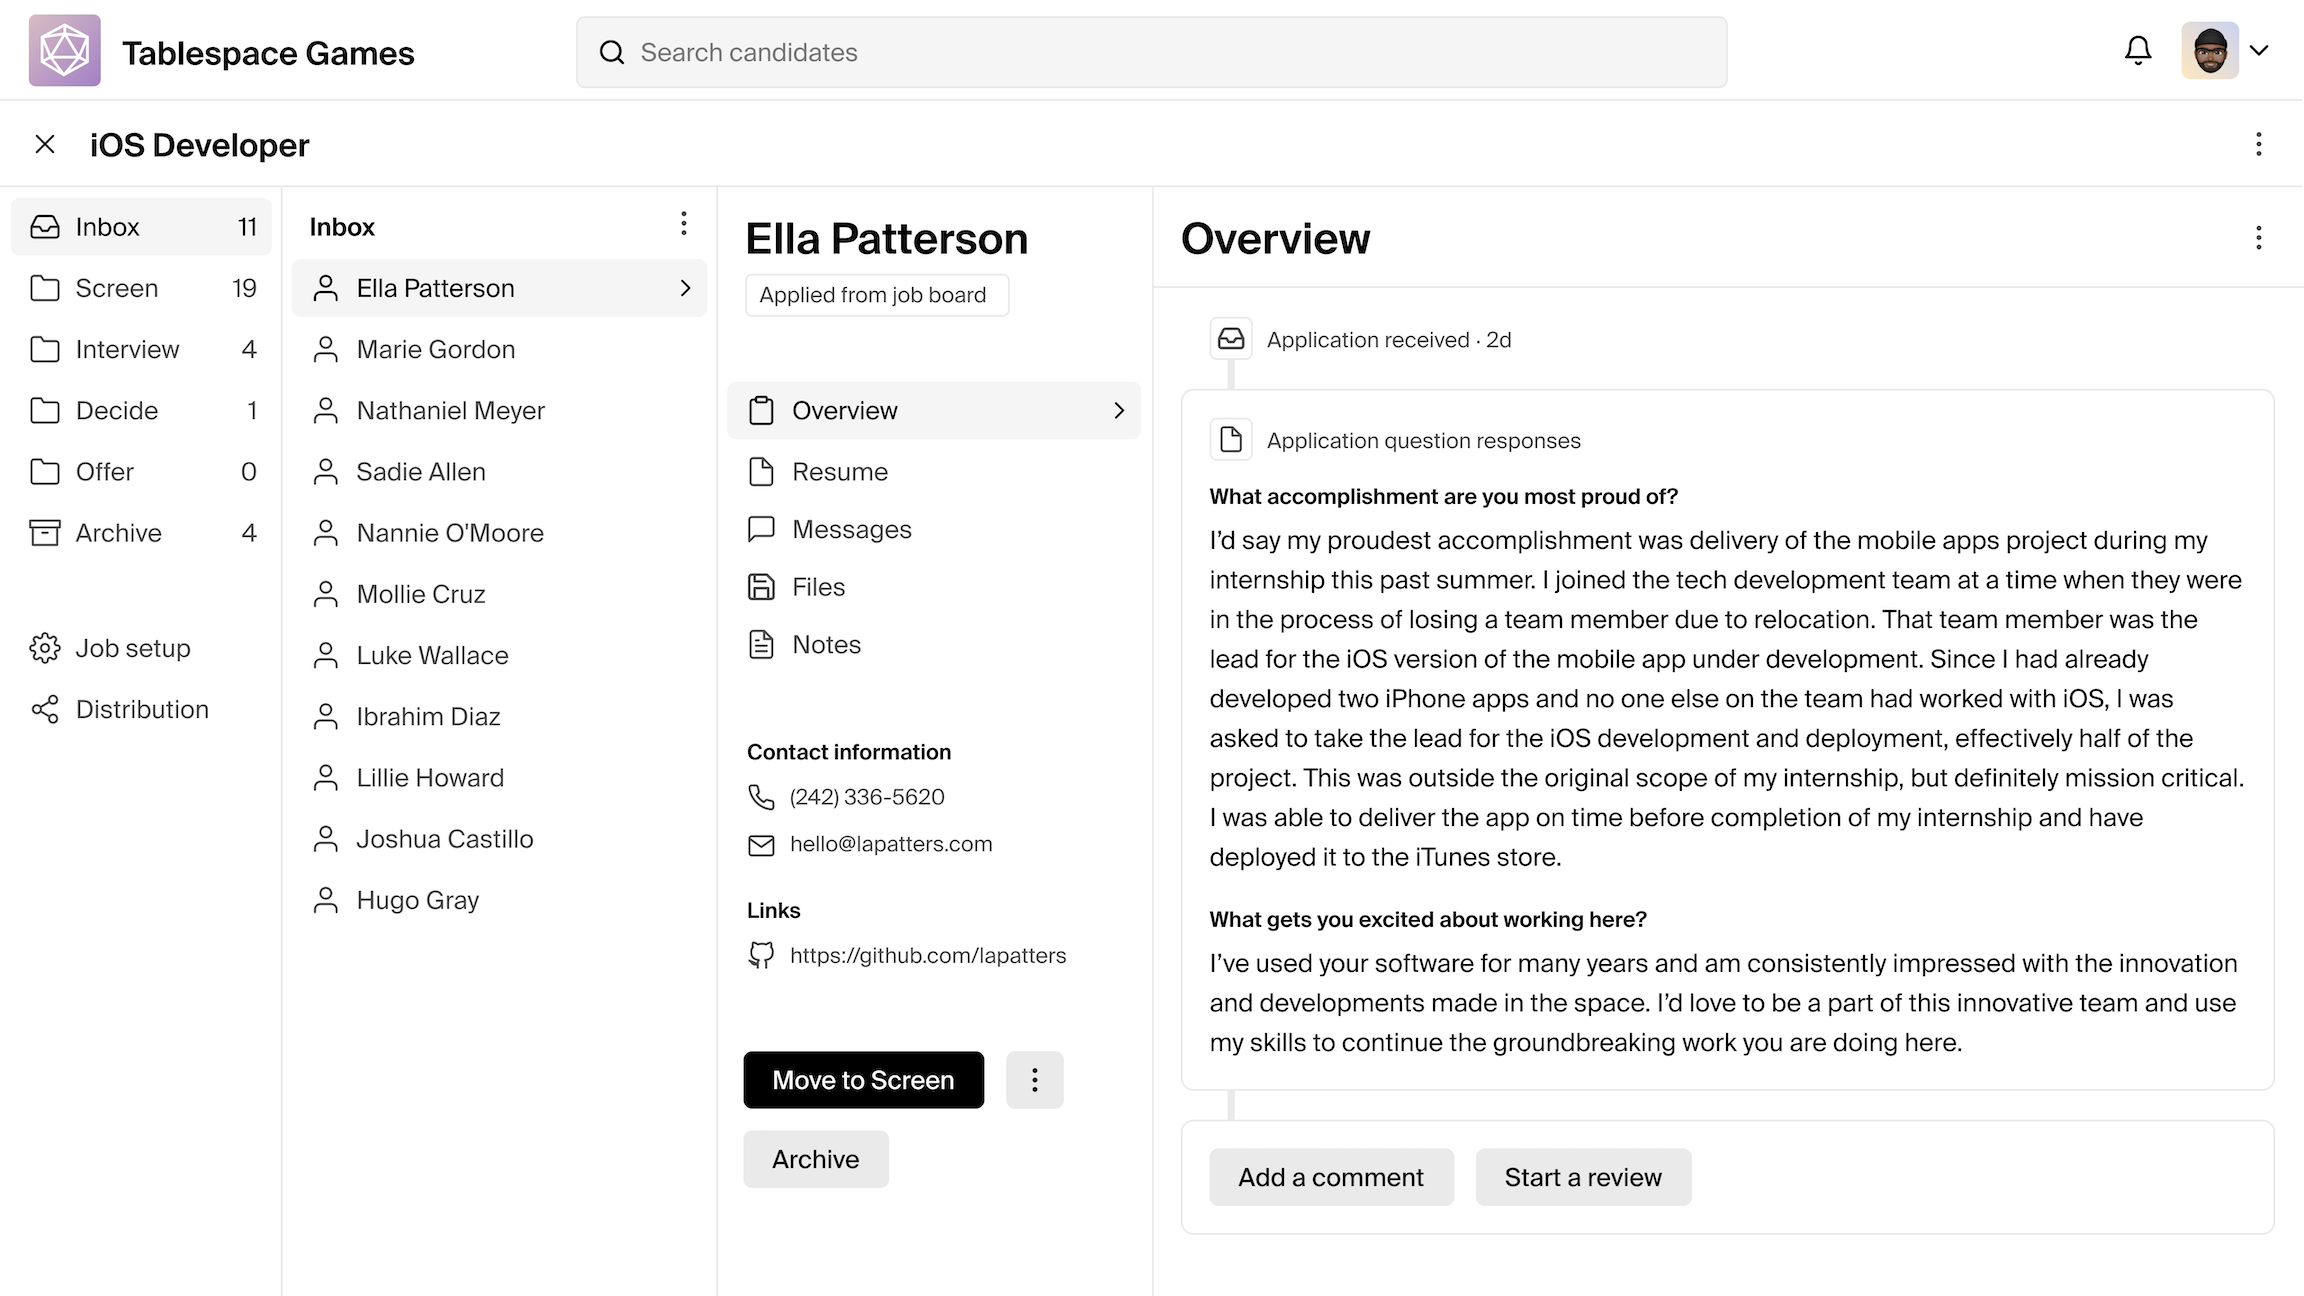 Tablespace Games
Search candidates
iOS Developer
Inbox 11
Screen 19
Interview 4
Decide 1
Offer 0
Archive 4
Job setup
Distribution
Inbox
Ella Patterson
Marie Gordon
Nathaniel Meyer
Sadie Allen
Nannie O'Moore
Mollie Cruz
Luke Wallace
Ibrahim Diaz
Lillie Howard
Joshua Castillo
Hugo Gray
Ella Patterson
Applied from job board
Overview
Resume
Messages
Files
Notes
Contact information
(242) 336-5620
hello@lapatters.com
Links
https://github.com/lapatters
Move to Screen
Archive
Overview
Application received · 2d
Application question responses
What accomplishment are you most proud of?
I’d say my proudest accomplishment was delivery of the mobile apps project during my
internship this past summer. I joined the tech development team at a time when they were
in the process of losing a team member due to relocation. That team member was the
lead for the iOS version of the mobile app under development. Since I had already
developed two iPhone apps and no one else on the team had worked with iOS, I was
asked to take the lead for the iOS development and deployment, effectively half of the
project. This was outside the original scope of my internship, but definitely mission critical.
I was able to deliver the app on time before completion of my internship and have
deployed it to the iTunes store.
What gets you excited about working here?
I’ve used your software for many years and am consistently impressed with the innovation
and developments made in the space. I’d love to be a part of this innovative team and use
my skills to continue the groundbreaking work you are doing here.
Add a comment
Start a review